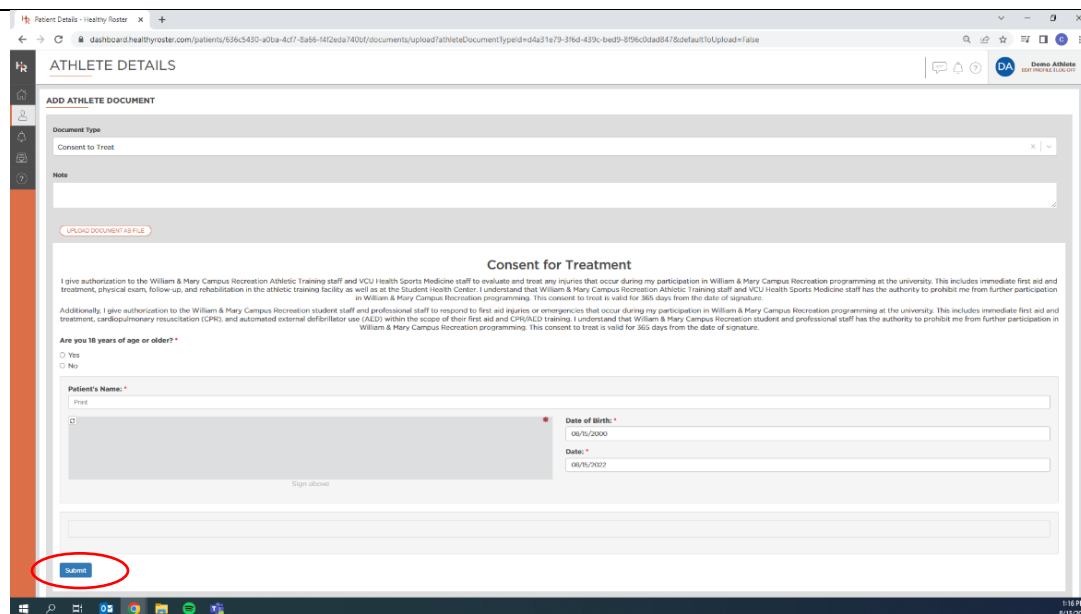 Patient Details - Healthy Roster
dashboard.healthyroster.com/patients/636c5430-a0ba-4cf7-8a66-f4f2eda740bf/documents/upload?athleteDocumentTypeId=d4a31e79-3f6d-439c-bed9-8f96c0dad847&defaultToUpload=false
HR
ATHLETE DETAILS
DA
Demo Athlete
EDIT PROFILE | LOG OFF
ADD ATHLETE DOCUMENT
Document Type
Consent to Treat
Note
UPLOAD DOCUMENT AS FILE
Consent for Treatment
I give authorization to the William & Mary Campus Recreation Athletic Training staff and VCU Health Sports Medicine staff to evaluate and treat any injuries that occur during my participation in William & Mary Campus Recreation programming at the university. This includes immediate first aid and
treatment, physical exam, follow-up, and rehabilitation in the athletic training facility as well as at the Student Health Center. I understand that William & Mary Campus Recreation Athletic Training staff and VCU Health Sports Medicine staff has the authority to prohibit me from further participation
in William & Mary Campus Recreation programming. This consent to treat is valid for 365 days from the date of signature.
Additionally, I give authorization to the William & Mary Campus Recreation student staff and professional staff to respond to first aid injuries or emergencies that occur during my participation in William & Mary Campus Recreation programming at the university. This includes immediate first aid and
treatment, cardiopulmonary resuscitation (CPR), and automated external defibrillator use (AED) within the scope of their first aid and CPR/AED training. I understand that William & Mary Campus Recreation student and professional staff has the authority to prohibit me from further participation in
William & Mary Campus Recreation programming. This consent to treat is valid for 365 days from the date of signature.
Are you 18 years of age or older? *
Yes
No
Patient's Name: *
Print
Date of Birth: *
08/15/2000
Date: *
08/15/2022
Sign above
Submit
1:16 P